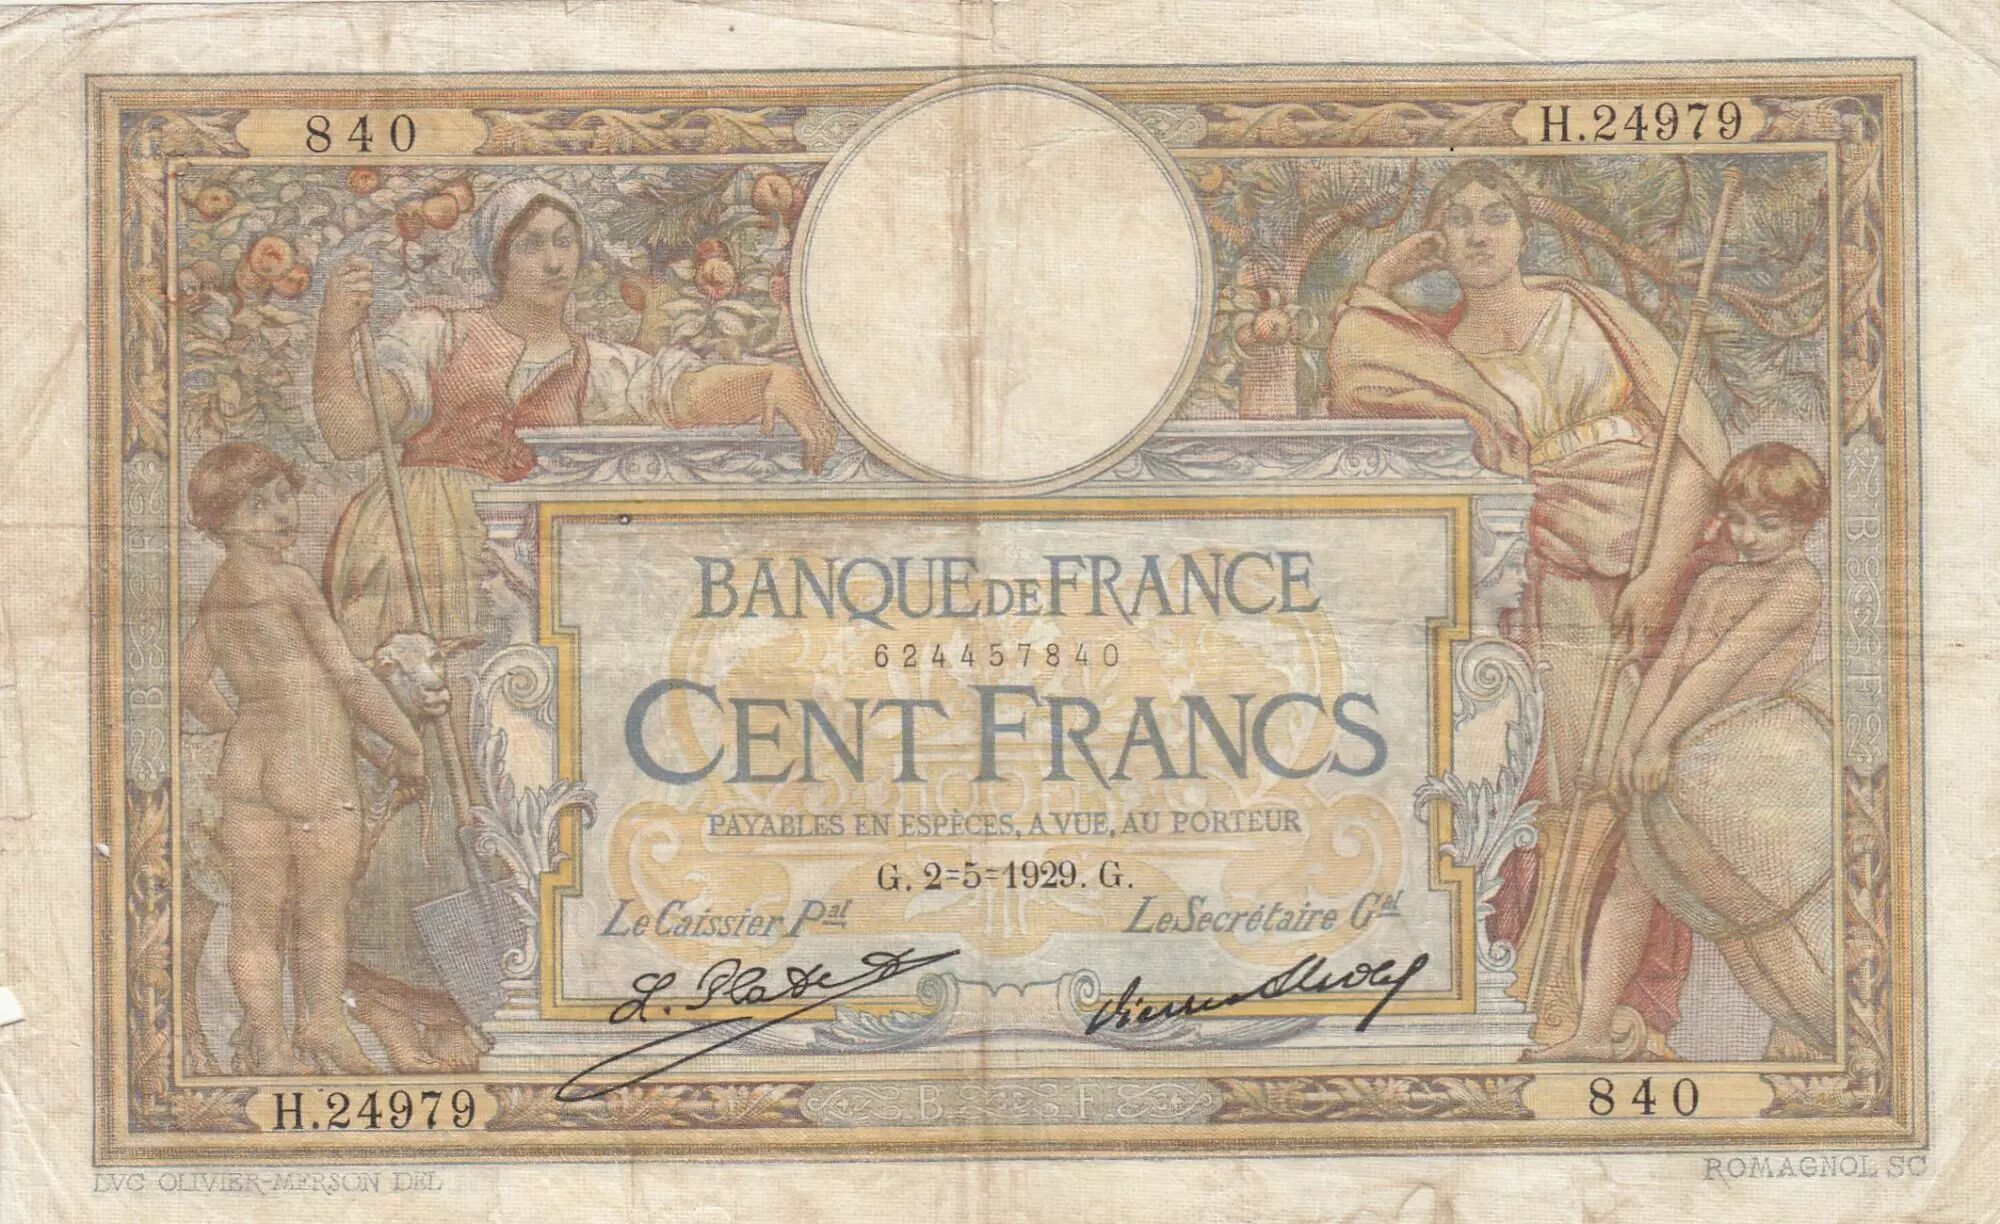 840
H.24979
BANQUE DE FRANCE
624457840
CENT FRANCS
PAYABLES EN ESPÈCES, A VUE, AU PORTEUR
G. 2=5=1929. G.
Le Caissier Pal
Le Secrétaire Gal
L. Platet
B F
B F
H.24979
B F
840
LVC OLIVIER-MERSON DEL
ROMAGNOL SC